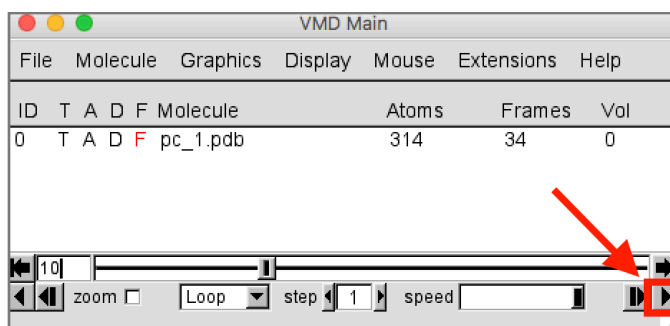 VMD Main
File Molecule Graphics Display Mouse Extensions Help
ID T A D F Molecule Atoms Frames Vol
0 T A D F pc_1.pdb 314 34 0
10
zoom Loop step 1 speed